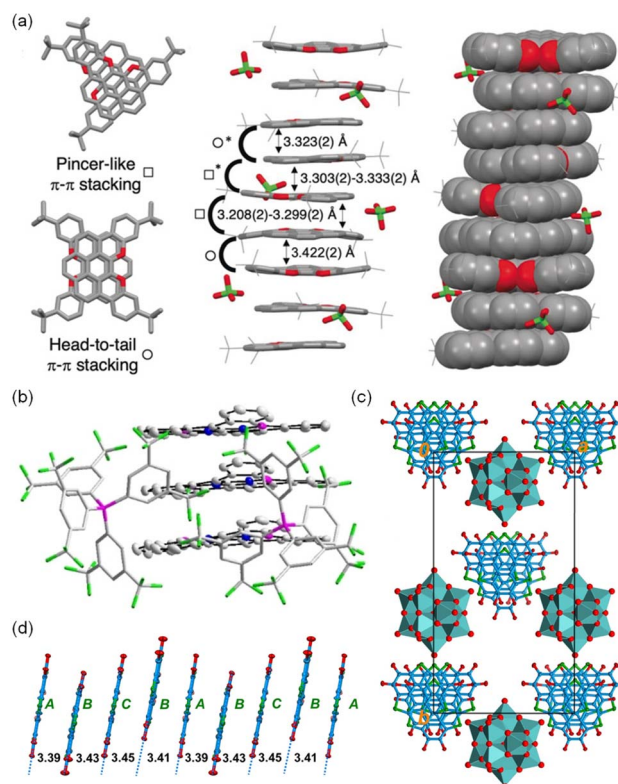 (a)
Pincer-like □
π-π stacking
Head-to-tail
π-π stacking ○
○*
3.323(2) Å
□*
3.303(2)-3.333(2) Å
□
3.208(2)-3.299(2) Å
○
3.422(2) Å
(b)
(c)
0
a
b
(d)
A B C B A B C B A
3.39 3.43 3.45 3.41 3.39 3.43 3.45 3.41